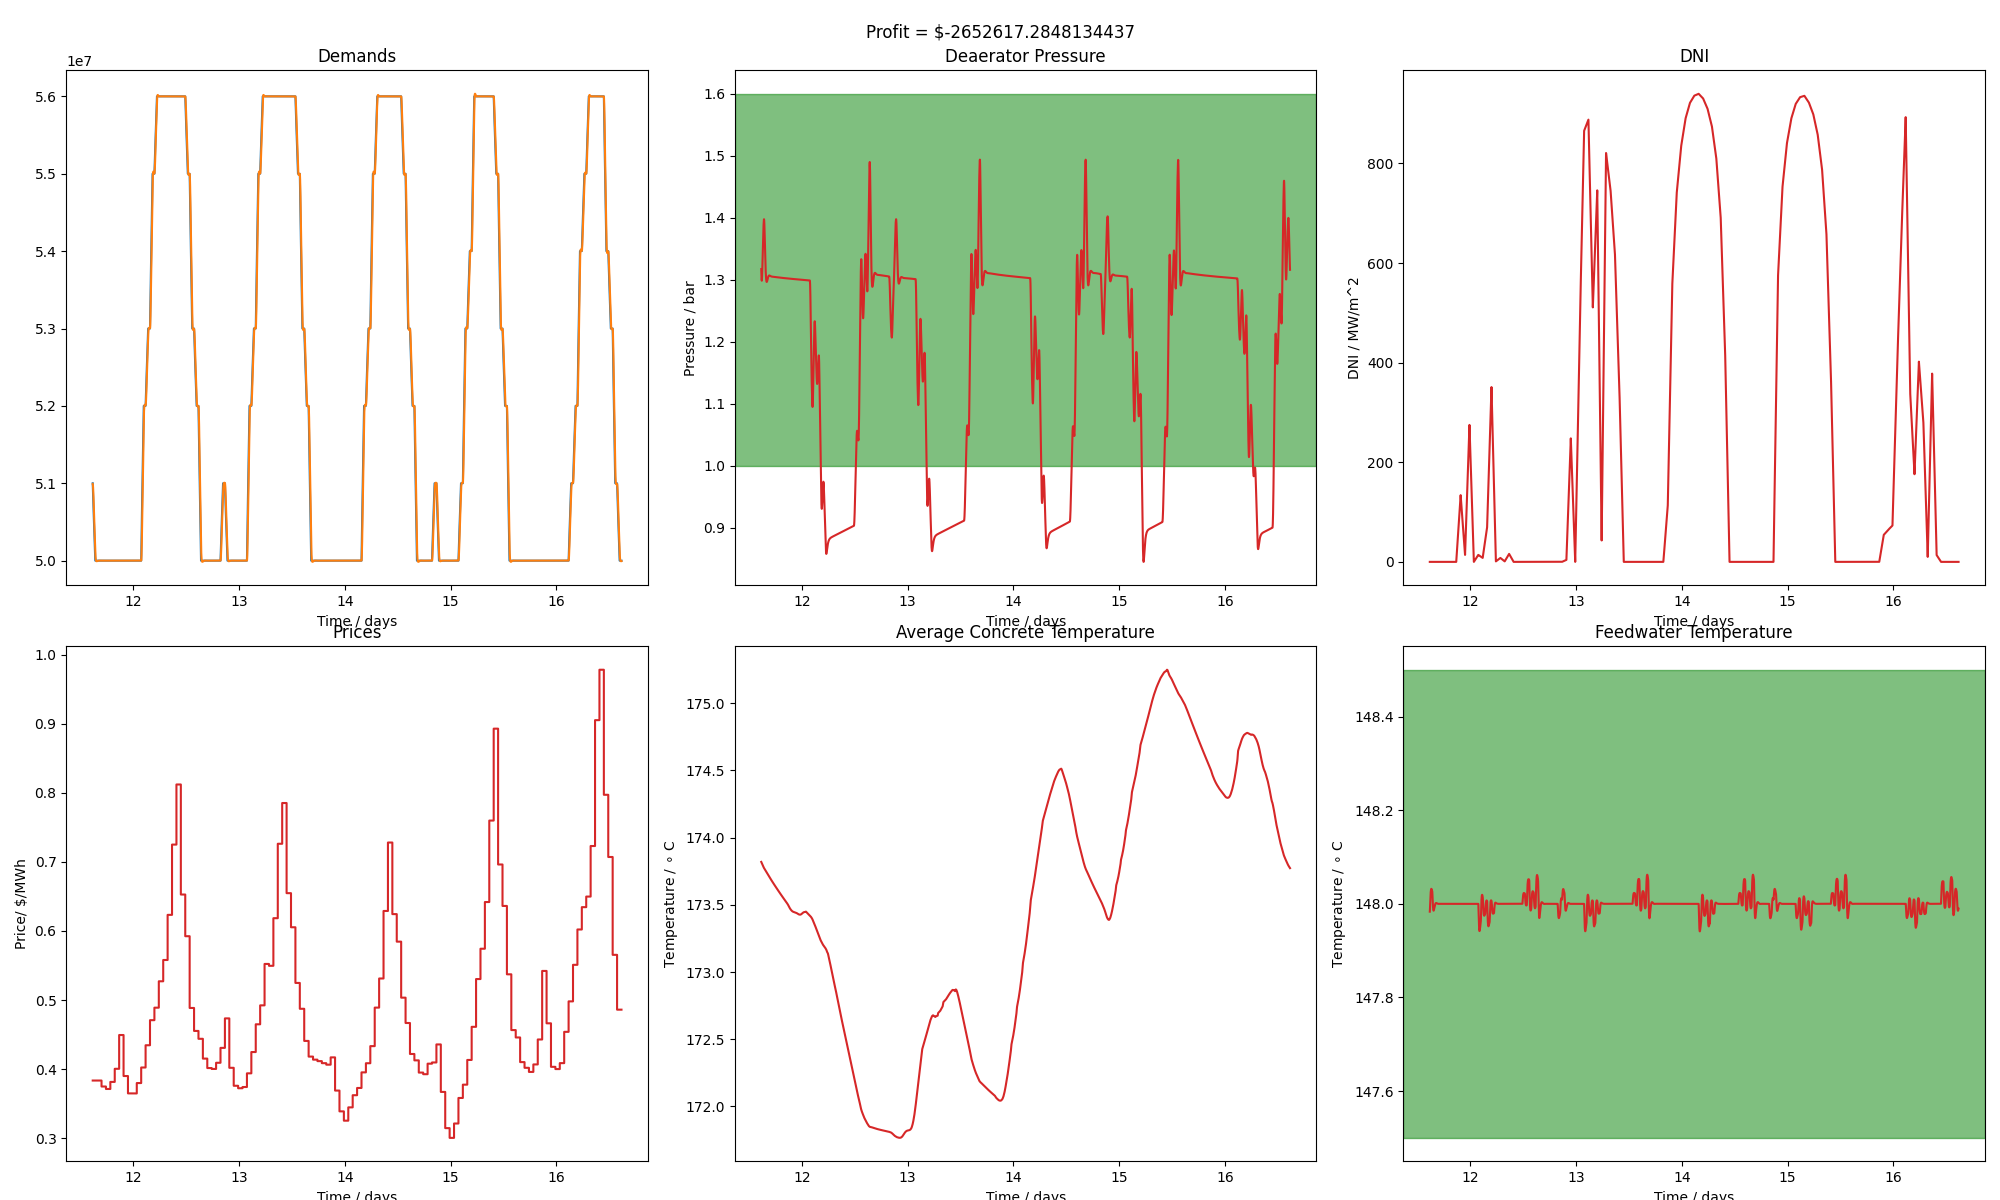 Profit = $-2652617.2848134437
Demands
1e7
5.6
5.5
5.4
5.3
5.2
5.1
5.0
12 13 14 15 16
Time / days
Deaerator Pressure
Pressure / bar
1.6
1.5
1.4
1.3
1.2
1.1
1.0
0.9
12 13 14 15 16
Time / days
DNI
DNI / MW/m^2
800
600
400
200
0
12 13 14 15 16
Time / days
Prices
Price/ $/MWh
1.0
0.9
0.8
0.7
0.6
0.5
0.4
0.3
12 13 14 15 16
Time / days
Average Concrete Temperature
Temperature / ∘ C
175.0
174.5
174.0
173.5
173.0
172.5
172.0
12 13 14 15 16
Time / days
Feedwater Temperature
Temperature / ∘ C
148.4
148.2
148.0
147.8
147.6
12 13 14 15 16
Time / days